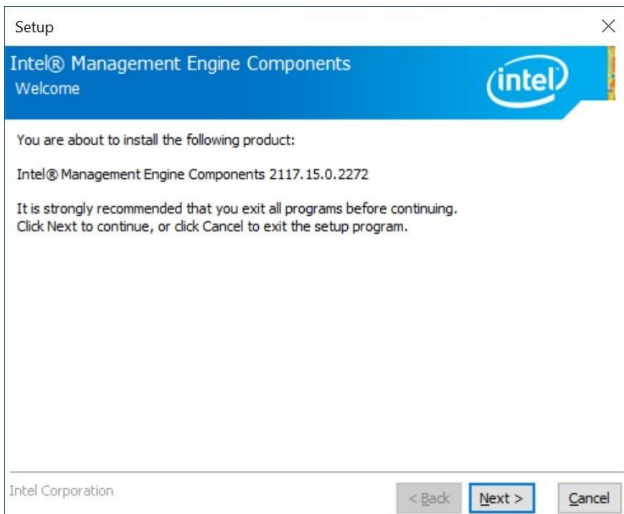 Setup
Intel® Management Engine Components
Welcome
intel
You are about to install the following product:
Intel® Management Engine Components 2117.15.0.2272
It is strongly recommended that you exit all programs before continuing.
Click Next to continue, or click Cancel to exit the setup program.
Intel Corporation
< Back
Next >
Cancel